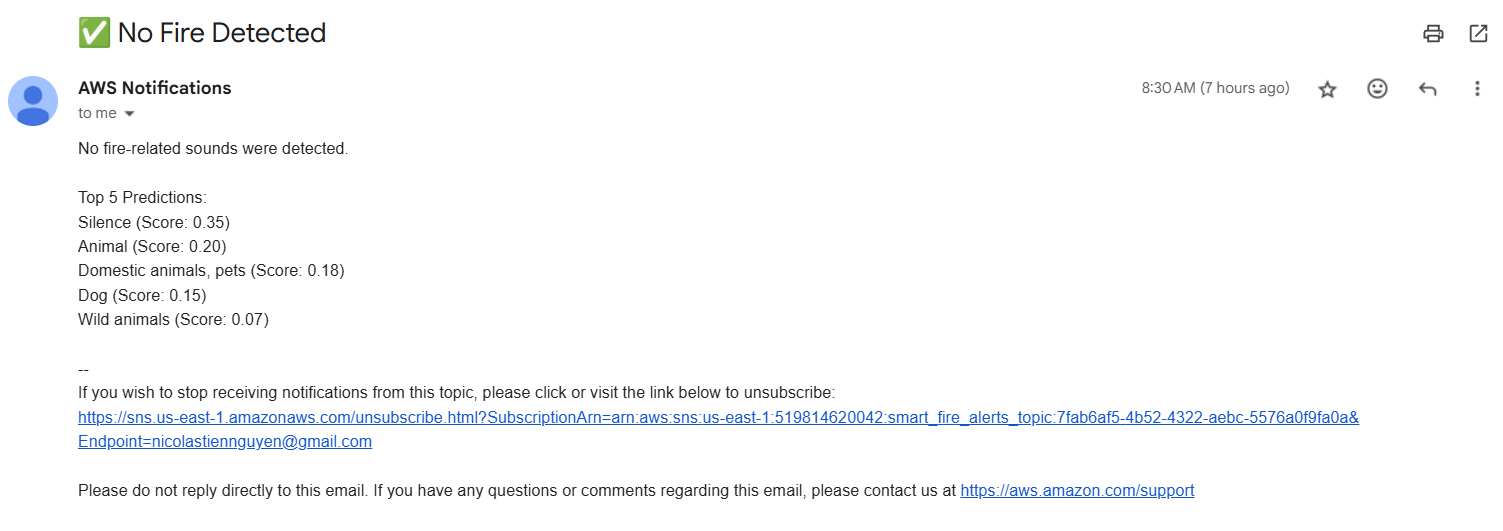 ✅ No Fire Detected
AWS Notifications
8:30 AM (7 hours ago)
to me
No fire-related sounds were detected.
Top 5 Predictions:
Silence (Score: 0.35)
Animal (Score: 0.20)
Domestic animals, pets (Score: 0.18)
Dog (Score: 0.15)
Wild animals (Score: 0.07)
--
If you wish to stop receiving notifications from this topic, please click or visit the link below to unsubscribe:
https://sns.us-east-1.amazonaws.com/unsubscribe.html?SubscriptionArn=arn:aws:sns:us-east-1:519814620042:smart_fire_alerts_topic:7fab6af5-4b52-4322-aebc-5576a0f9fa0a&
Endpoint=nicolastiennguyen@gmail.com
Please do not reply directly to this email. If you have any questions or comments regarding this email, please contact us at https://aws.amazon.com/support